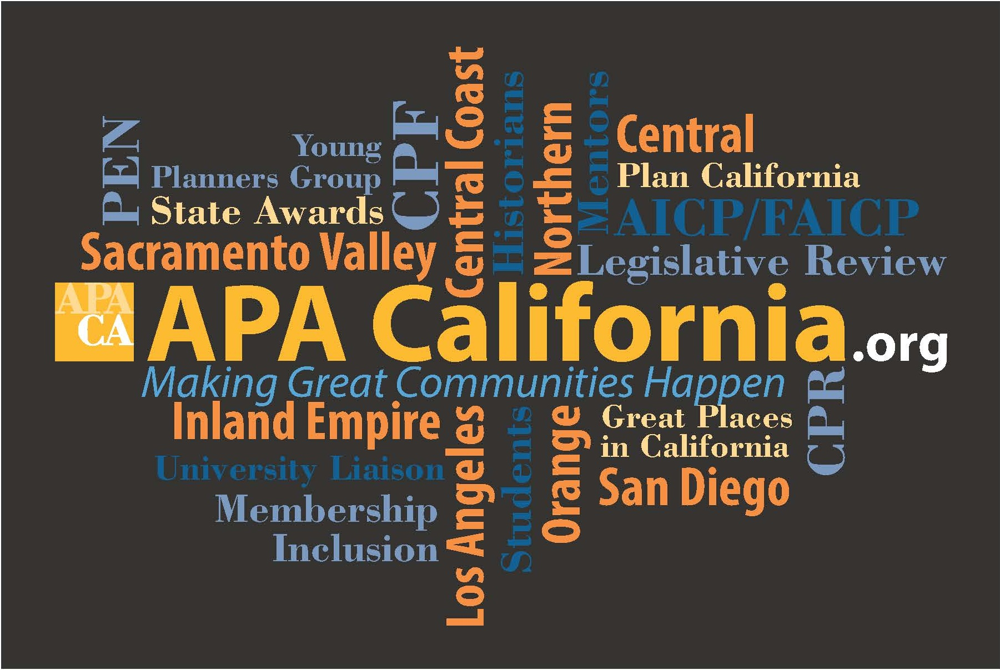 PEN
Young
Planners Group
State Awards
CPF
Central Coast
Historians
Northern
Mentors
Central
Plan California
AICP/FAICP
Legislative Review
Sacramento Valley
APA
CA
APA California.org
Making Great Communities Happen
Inland Empire
University Liaison
Membership
Inclusion
Los Angeles
Students
Orange
Great Places
in California
San Diego
CPR